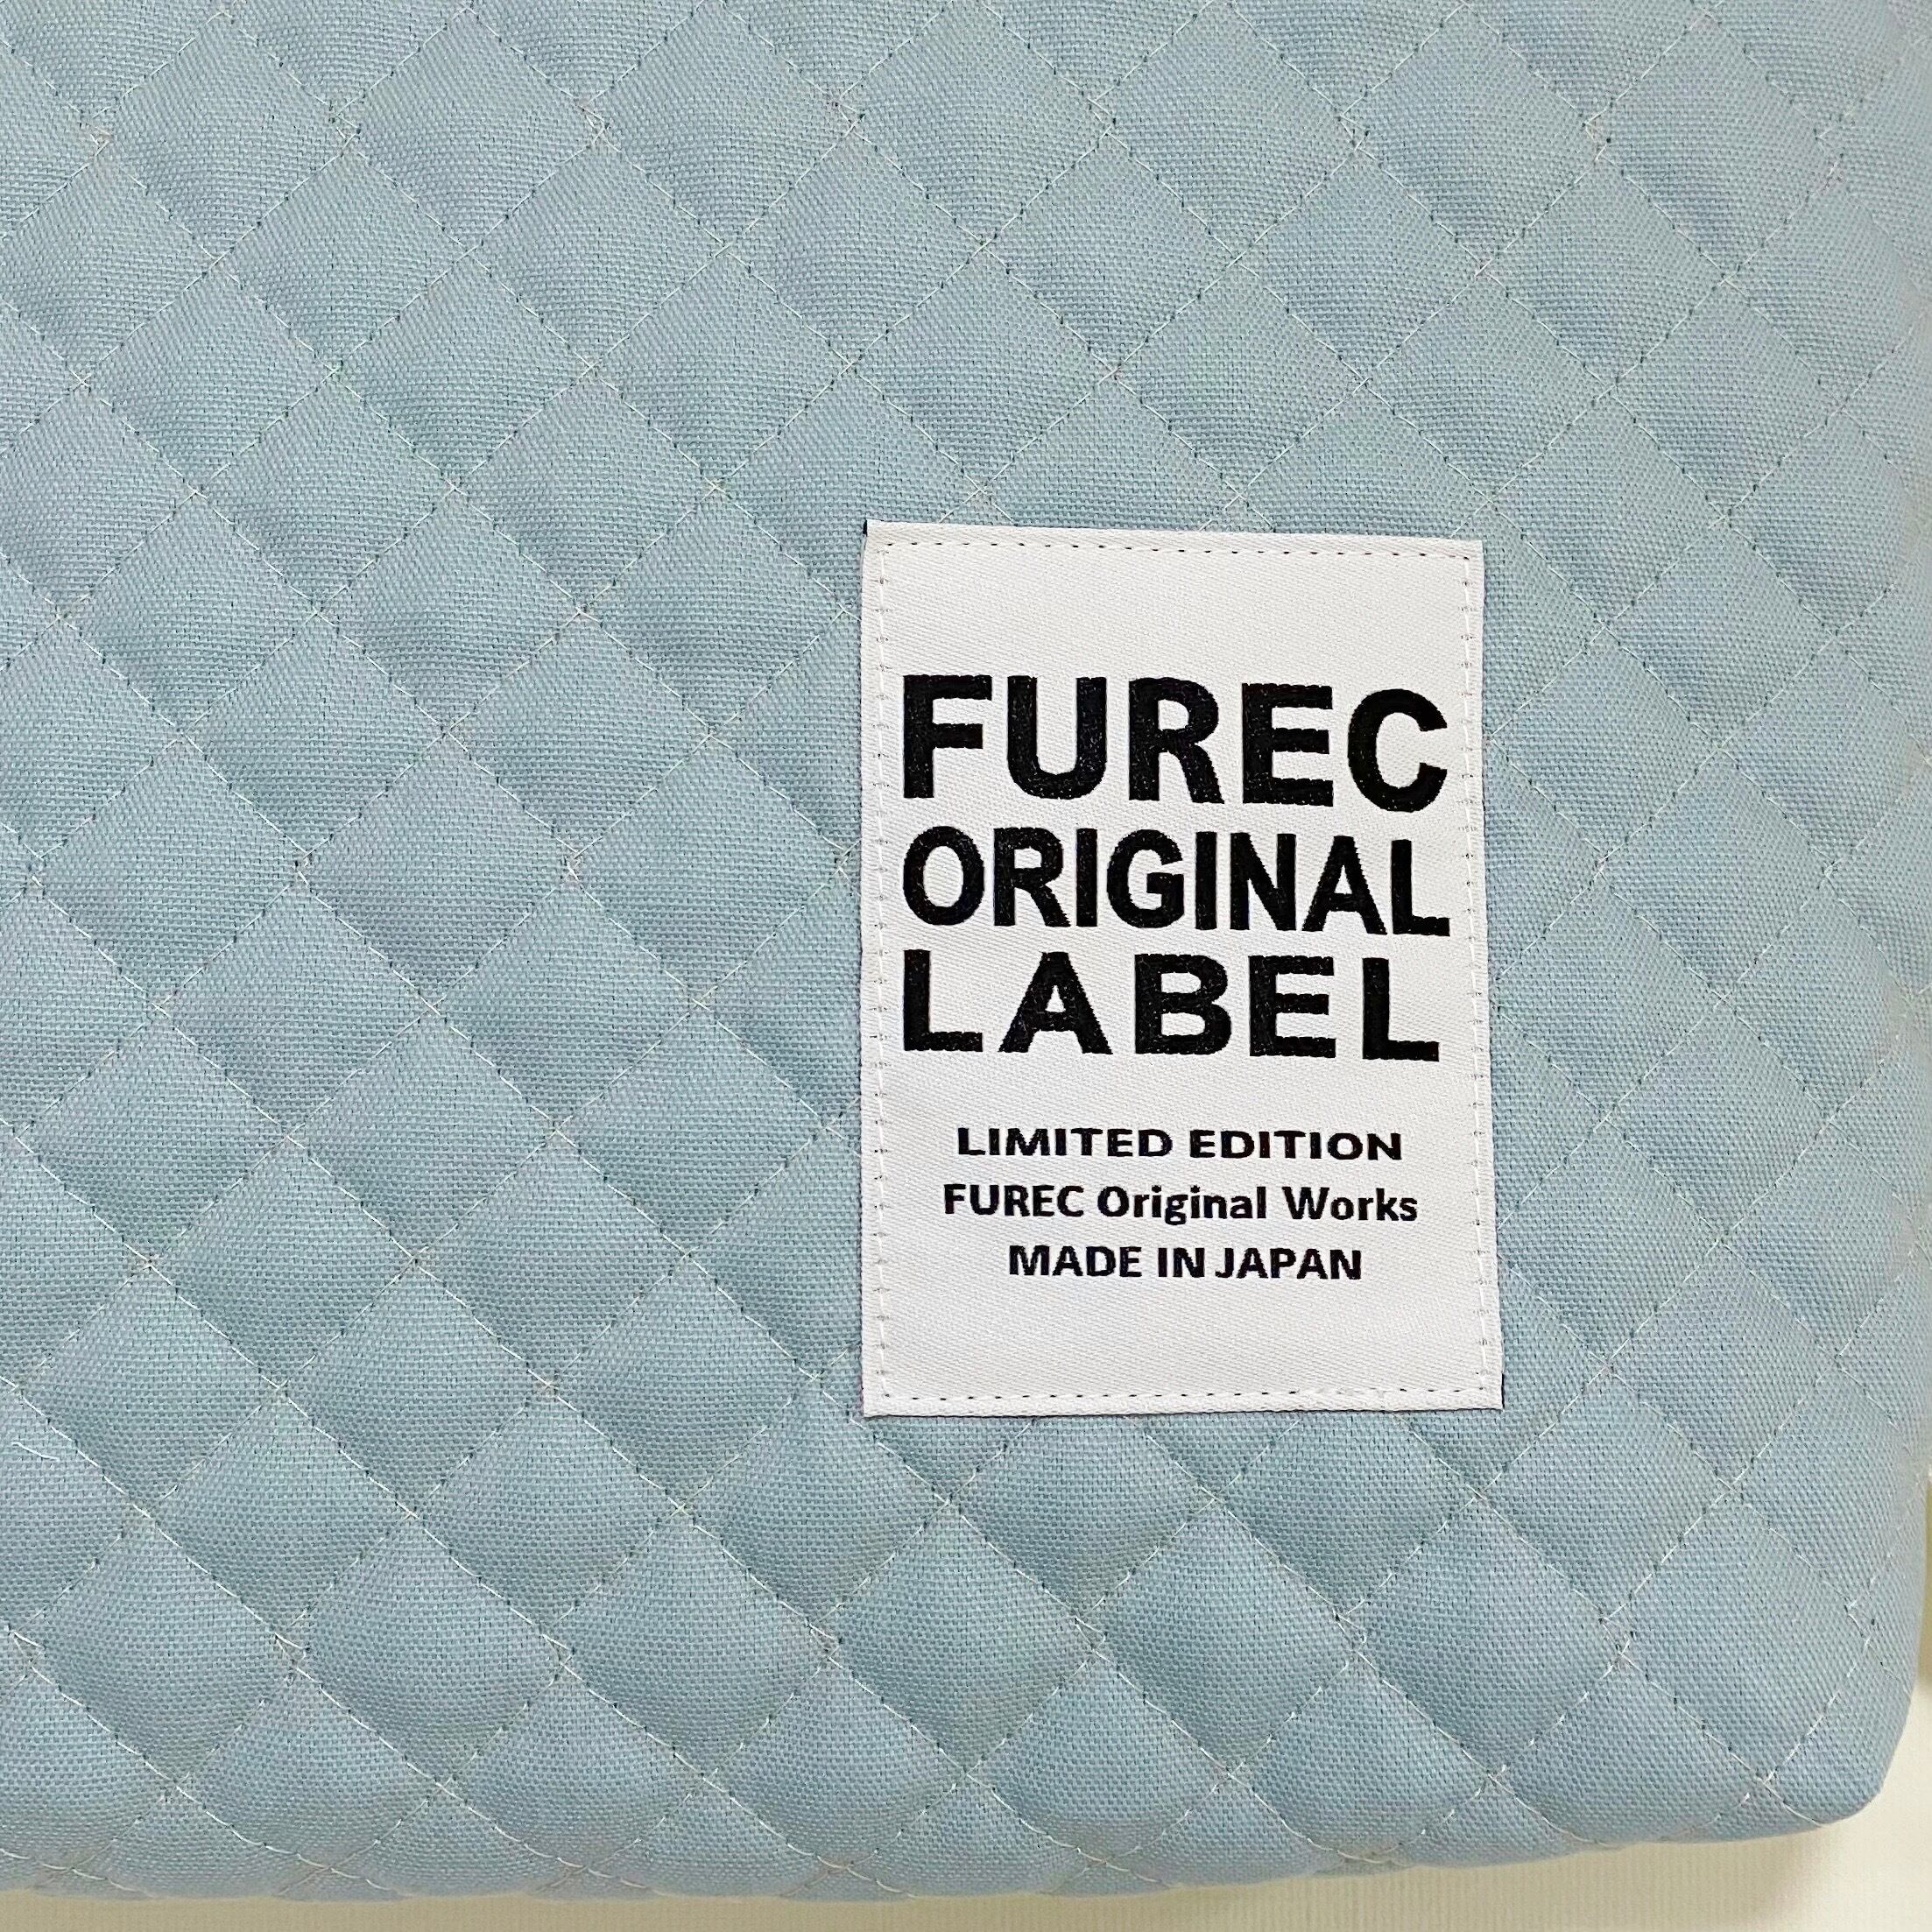 FUREC
ORIGINAL
LABEL
LIMITED EDITION
FUREC Original Works
MADE IN JAPAN